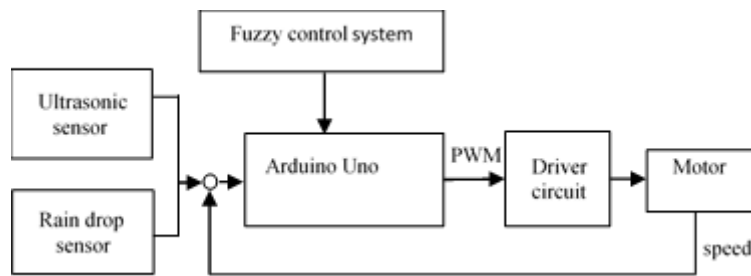 Fuzzy control system
Ultrasonic
sensor
Arduino Uno
PWM
Driver
circuit
Motor
Rain drop
sensor
speed